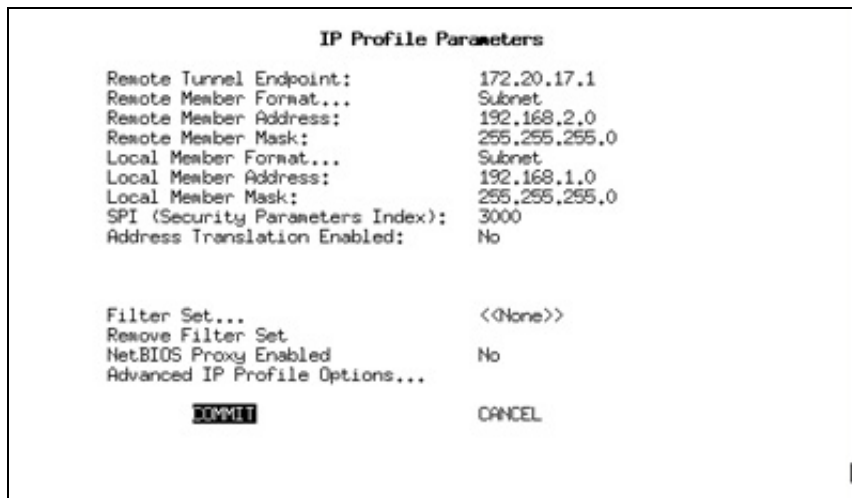 IP Profile Parameters
Remote Tunnel Endpoint: 172.20.17.1
Remote Member Format... Subnet
Remote Member Address: 192.168.2.0
Remote Member Mask: 255.255.255.0
Local Member Format... Subnet
Local Member Address: 192.168.1.0
Local Member Mask: 255.255.255.0
SPI (Security Parameters Index): 3000
Address Translation Enabled: No
Filter Set... <<None>>
Remove Filter Set
NetBIOS Proxy Enabled No
Advanced IP Profile Options...
COMMIT CANCEL